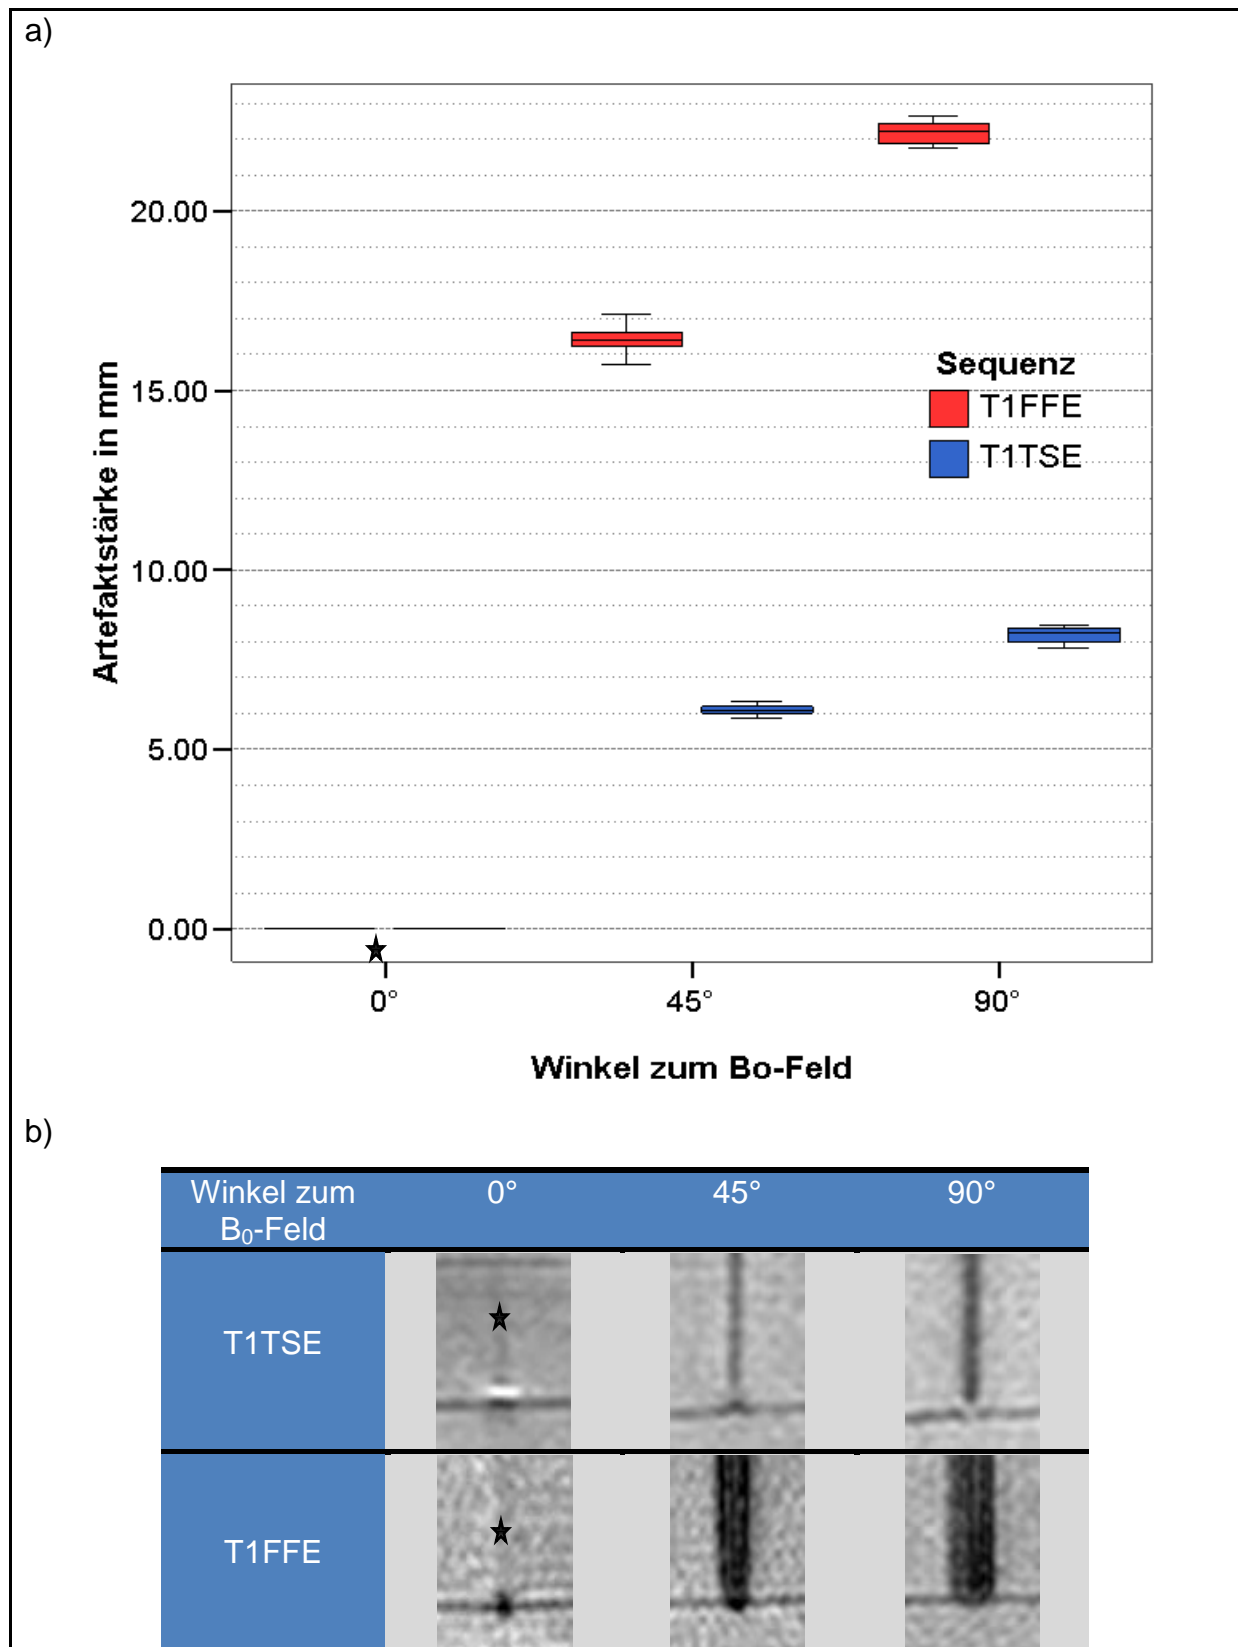 a)
20.00
15.00
10.00
5.00
0.00
Artefaktstärke in mm
Sequenz
T1FFE
T1TSE
0° 45° 90°
Winkel zum Bo-Feld
b)
Winkel zum 0° 45° 90°
B₀-Feld
T1TSE
T1FFE